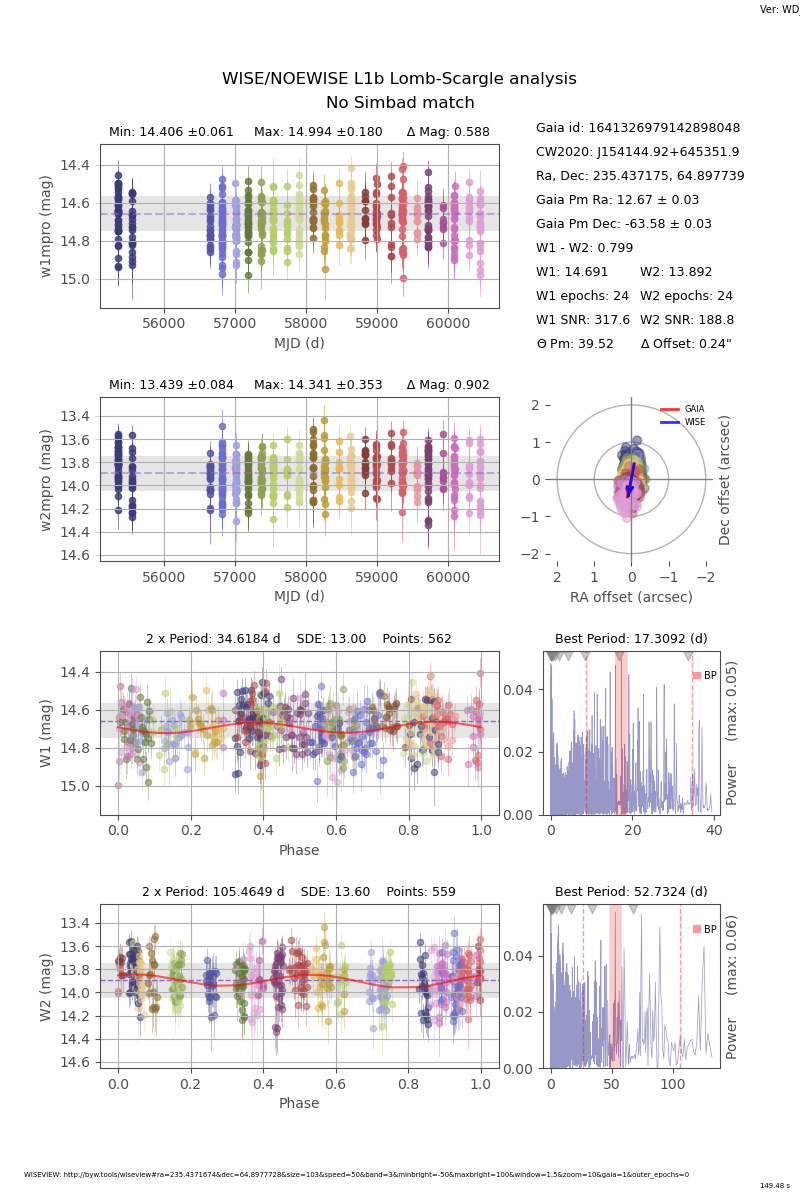 Ver: WD_
WISE/NOEWISE L1b Lomb-Scargle analysis
No Simbad match
Min: 14.406 ±0.061 Max: 14.994 ±0.180 Δ Mag: 0.588
14.4
14.6
14.8
15.0
w1mpro (mag)
56000 57000 58000 59000 60000
MJD (d)
Gaia id: 1641326979142898048
CW2020: J154144.92+645351.9
Ra, Dec: 235.437175, 64.897739
Gaia Pm Ra: 12.67 ± 0.03
Gaia Pm Dec: -63.58 ± 0.03
W1 - W2: 0.799
W1: 14.691 W2: 13.892
W1 epochs: 24 W2 epochs: 24
W1 SNR: 317.6 W2 SNR: 188.8
Θ Pm: 39.52 Δ Offset: 0.24"
Min: 13.439 ±0.084 Max: 14.341 ±0.353 Δ Mag: 0.902
13.4
13.6
13.8
14.0
14.2
14.4
14.6
w2mpro (mag)
56000 57000 58000 59000 60000
MJD (d)
GAIA
WISE
2
1
0
−1
−2
2 1 0 −1 −2
RA offset (arcsec)
Dec offset (arcsec)
2 x Period: 34.6184 d SDE: 13.00 Points: 562
14.4
14.6
14.8
15.0
W1 (mag)
0.0 0.2 0.4 0.6 0.8 1.0
Phase
Best Period: 17.3092 (d)
BP
0.04
0.02
0.00
0 20 40
Power (max: 0.05)
2 x Period: 105.4649 d SDE: 13.60 Points: 559
13.4
13.6
13.8
14.0
14.2
14.4
14.6
W2 (mag)
0.0 0.2 0.4 0.6 0.8 1.0
Phase
Best Period: 52.7324 (d)
BP
0.04
0.02
0.00
0 50 100
Power (max: 0.06)
WISEVIEW: http://byw.tools/wiseview#ra=235.4371674&dec=64.8977728&size=103&speed=50&band=3&minbright=-50&maxbright=100&window=1.5&zoom=10&gaia=1&outer_epochs=0
149.48 s